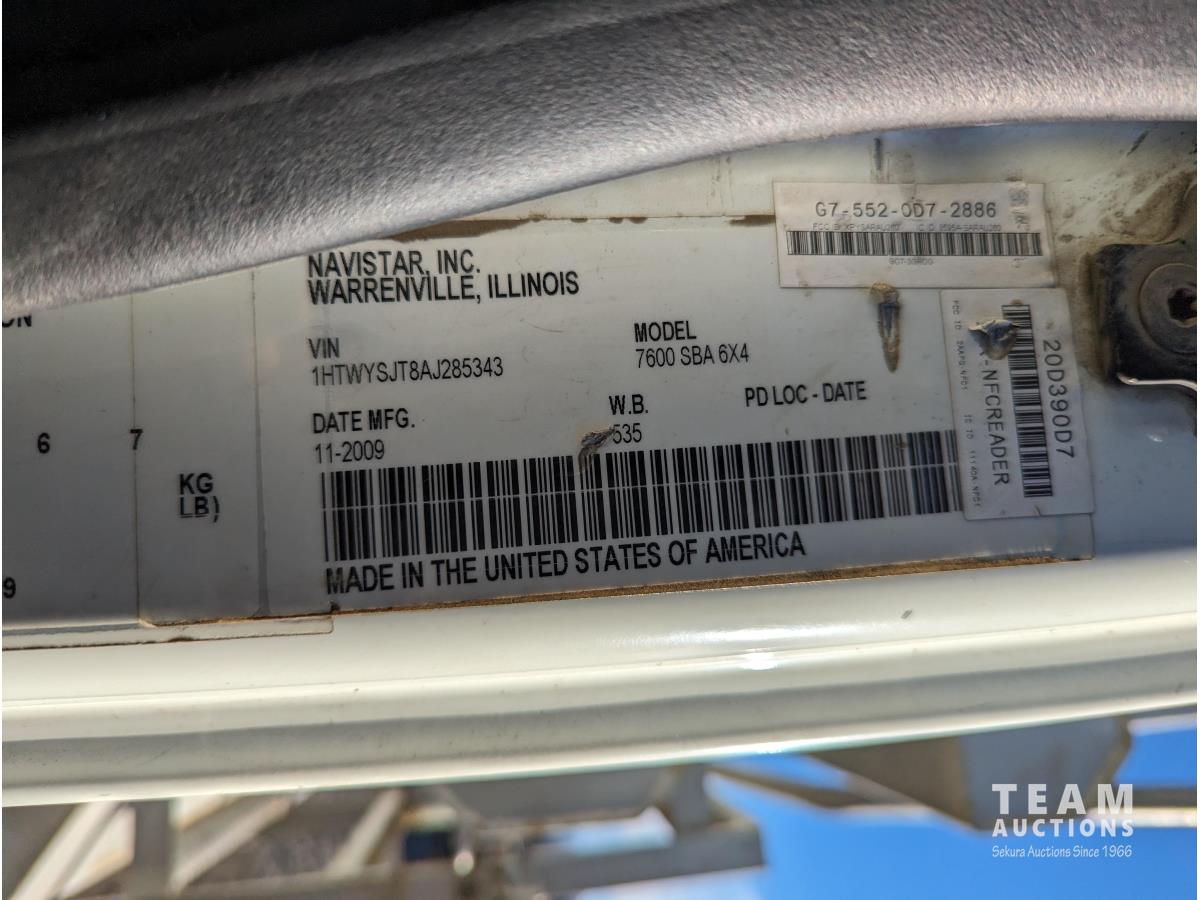 ON
6 7
KG
LB)
9
NAVISTAR, INC.
WARRENVILLE, ILLINOIS
VIN
1HTWYSJT8AJ285343
MODEL
7600 SBA 6X4
DATE MFG.
11-2009
W.B.
535
PD LOC - DATE
MADE IN THE UNITED STATES OF AMERICA
G7-552-0D7-2886
20D390D7
-NFCREADER
TEAM
AUCTIONS
Sekura Auctions Since 1966